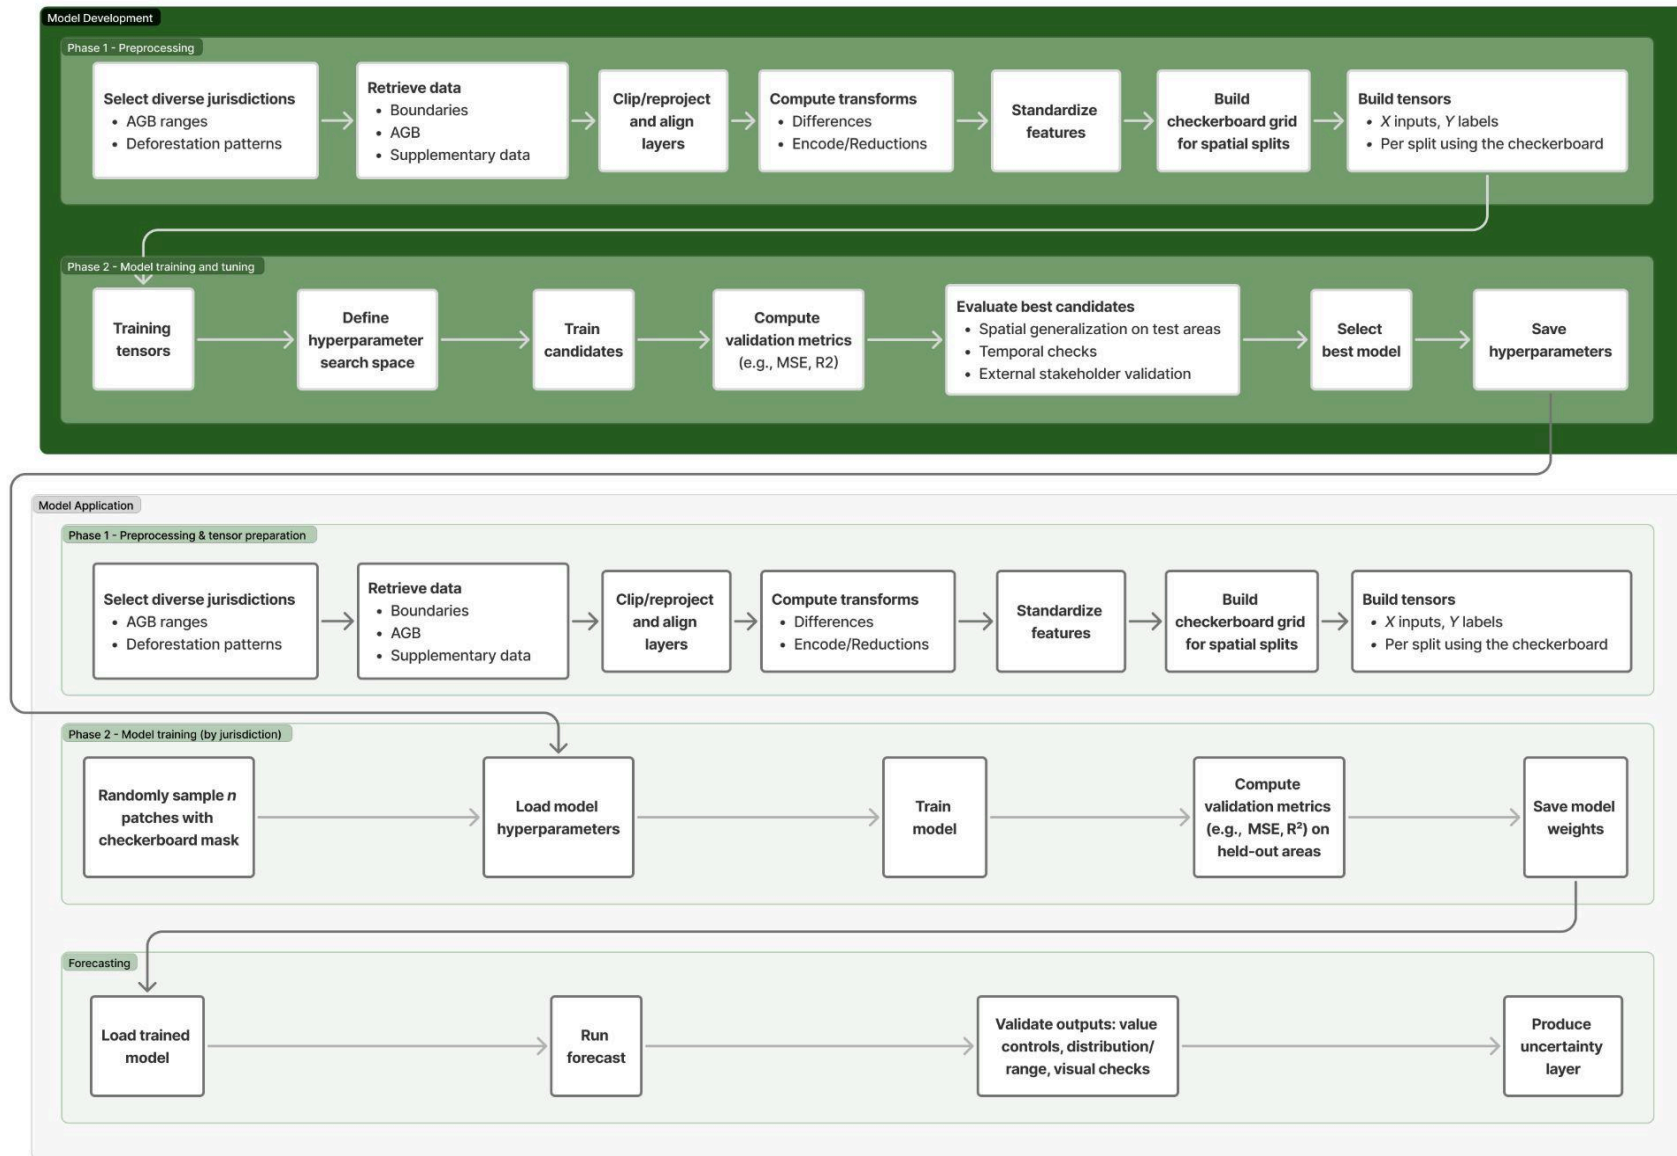 Model Development
Phase 1 - Preprocessing
Select diverse jurisdictions
• AGB ranges
• Deforestation patterns
Retrieve data
• Boundaries
• AGB
• Supplementary data
Clip/reproject
and align
layers
Compute transforms
• Differences
• Encode/Reductions
Standardize
features
Build
checkerboard grid
for spatial splits
Build tensors
• X inputs, Y labels
• Per split using the checkerboard
Phase 2 - Model training and tuning
Training
tensors
Define
hyperparameter
search space
Train
candidates
Compute
validation metrics
(e.g., MSE, R2)
Evaluate best candidates
• Spatial generalization on test areas
• Temporal checks
• External stakeholder validation
Select
best model
Save
hyperparameters
Model Application
Phase 1 - Preprocessing & tensor preparation
Select diverse jurisdictions
• AGB ranges
• Deforestation patterns
Retrieve data
• Boundaries
• AGB
• Supplementary data
Clip/reproject
and align
layers
Compute transforms
• Differences
• Encode/Reductions
Standardize
features
Build
checkerboard grid
for spatial splits
Build tensors
• X inputs, Y labels
• Per split using the checkerboard
Phase 2 - Model training (by jurisdiction)
Randomly sample n
patches with
checkerboard mask
Load model
hyperparameters
Train
model
Compute
validation metrics
(e.g., MSE, R²) on
held-out areas
Save model
weights
Forecasting
Load trained
model
Run
forecast
Validate outputs: value
controls, distribution/
range, visual checks
Produce
uncertainty
layer